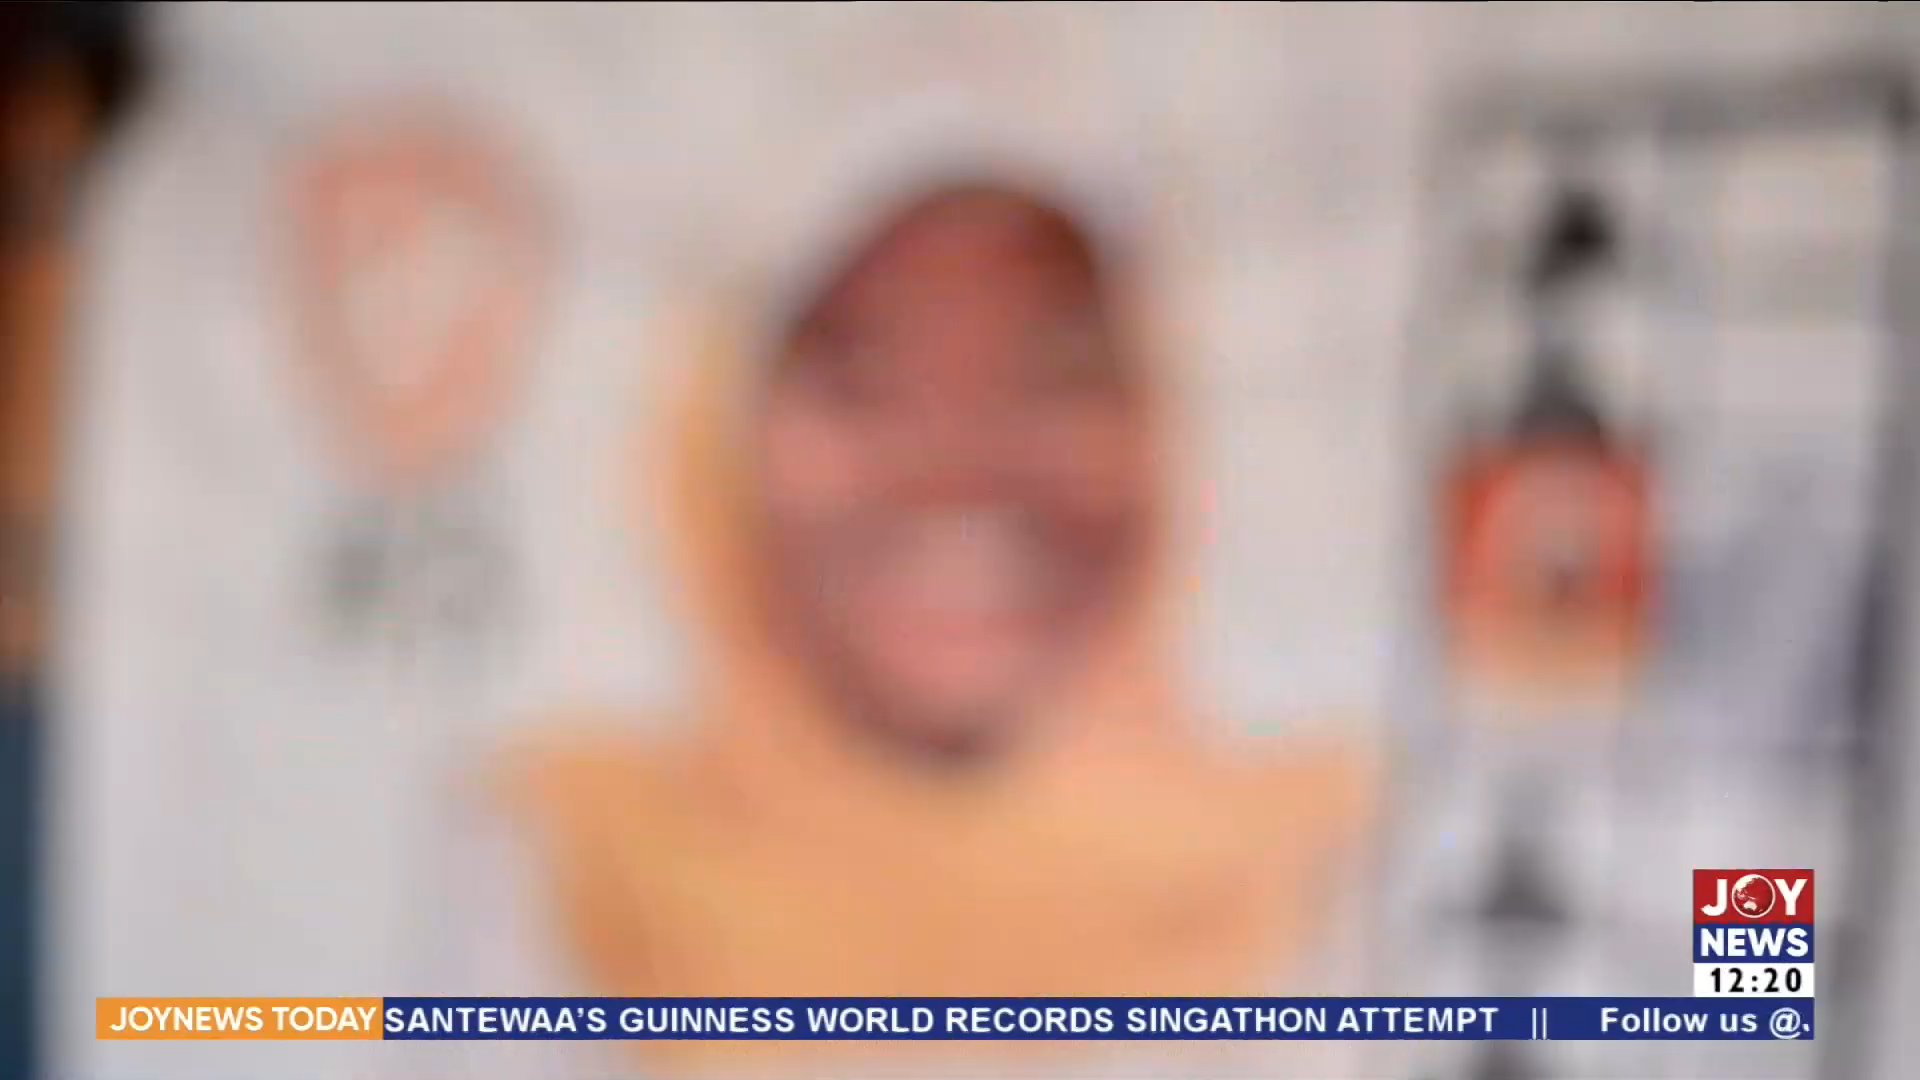 JOY
NEWS
12:20
JOYNEWS TODAY SANTEWAA'S GUINNESS WORLD RECORDS SINGATHON ATTEMPT || Follow us @